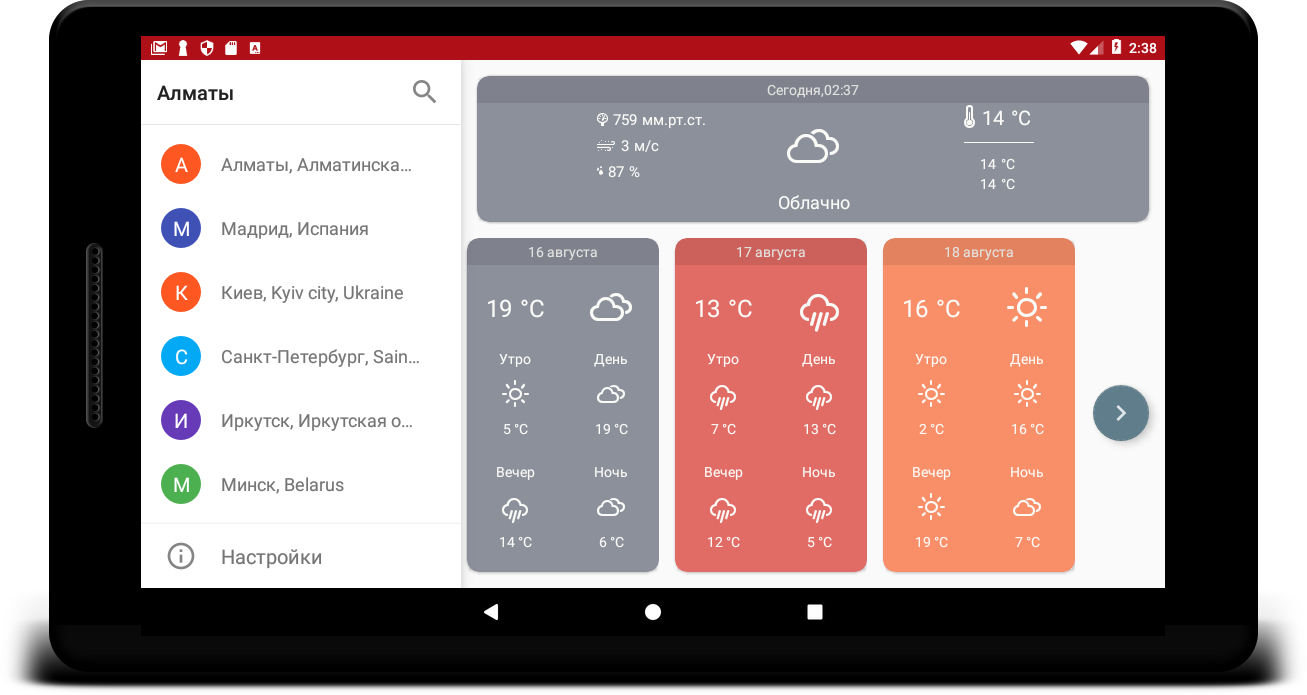 2:38
Алматы
А Алматы, Алматинска...
М Мадрид, Испания
К Киев, Kyiv city, Ukraine
С Санкт-Петербург, Sain...
И Иркутск, Иркутская о...
М Минск, Belarus
Настройки
Сегодня,02:37
759 мм.рт.ст.
3 м/с
87 %
Облачно
14 °C
14 °C
14 °C
16 августа
19 °C
Утро День
5 °C 19 °C
Вечер Ночь
14 °C 6 °C
17 августа
13 °C
Утро День
7 °C 13 °C
Вечер Ночь
12 °C 5 °C
18 августа
16 °C
Утро День
2 °C 16 °C
Вечер Ночь
19 °C 7 °C